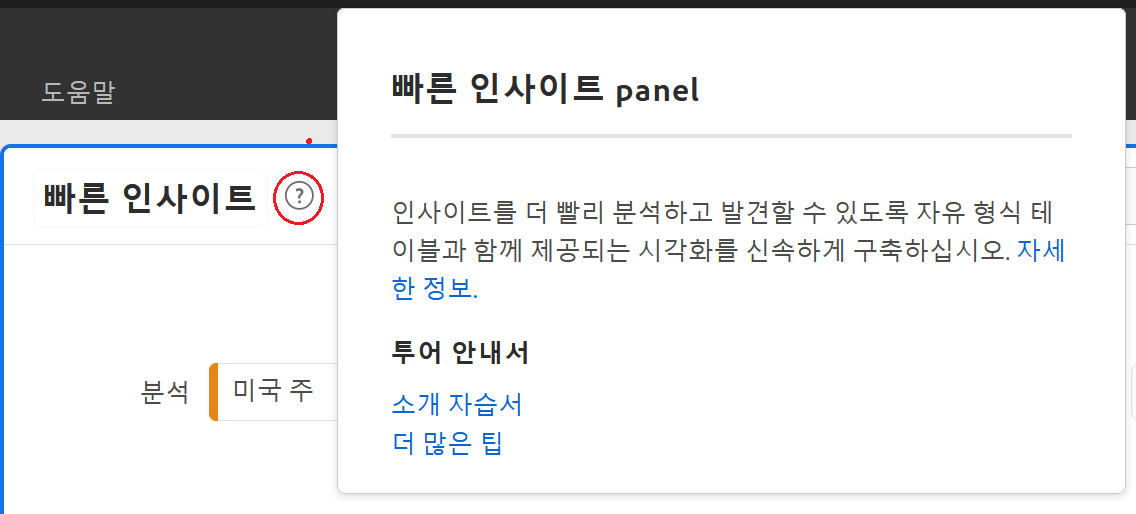 도움말
빠른 인사이트 ?
분석 미국 주
빠른 인사이트 panel
인사이트를 더 빨리 분석하고 발견할 수 있도록 자유 형식 테
이블과 함께 제공되는 시각화를 신속하게 구축하십시오. 자세
한 정보.
투어 안내서
소개 자습서
더 많은 팁